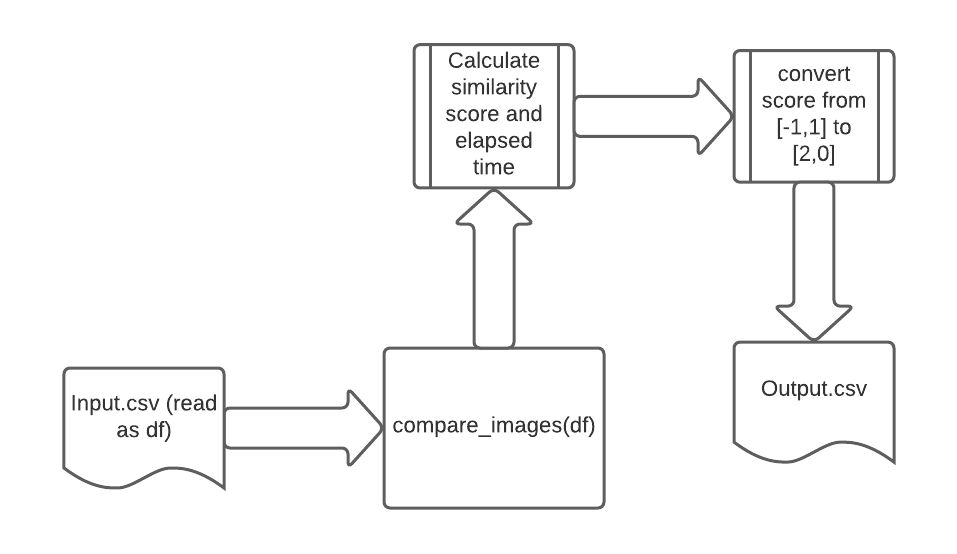 Input.csv (read
as df)
compare_images(df)
Calculate
similarity
score and
elapsed
time
convert
score from
[-1,1] to
[2,0]
Output.csv